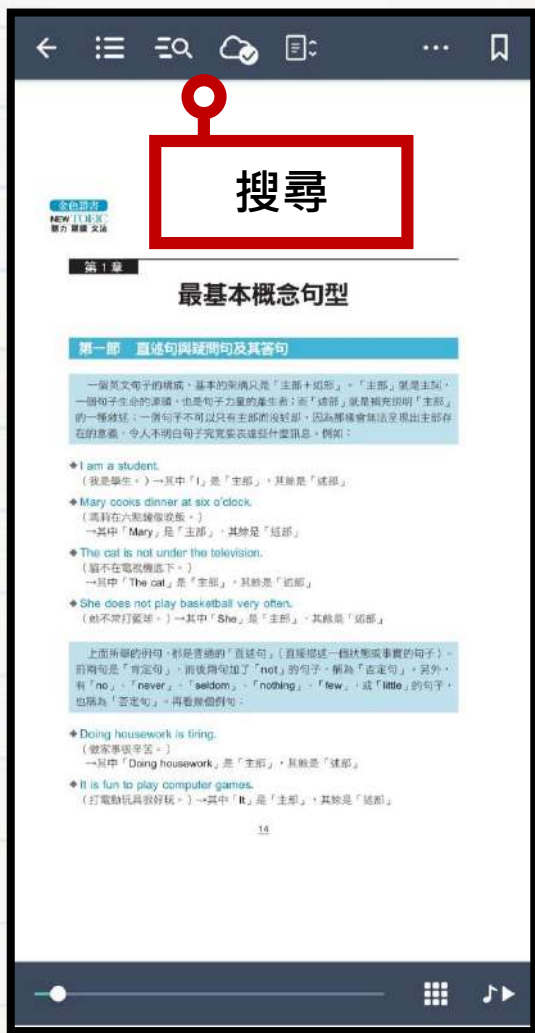 搜尋
金色證書
NEW TOEIC
聽力 閱讀 文法
第 1 章
最基本概念句型
第一節 直述句與疑問句及其答句
一個英文句子的構成，基本的架構只是「主部＋述部」。「主部」就是主詞，
一個句子生命的源頭，也是句子力量的產生者；而「述部」就是補充說明「主部」
的一種敘述；一個句子不可以只有主部而沒述部，因為那樣會無法呈現出主部存
在的意義，令人不明白句子究竟要表達些什麼訊息。例如：
◆I am a student.
（我是學生。）→其中「I」是「主部」，其餘是「述部」
◆Mary cooks dinner at six o'clock.
（瑪莉在六點鐘做晚飯。）
→其中「Mary」是「主部」，其餘是「述部」
◆The cat is not under the television.
（貓不在電視機底下。）
→其中「The cat」是「主部」，其餘是「述部」
◆She does not play basketball very often.
（她不常打籃球。）→其中「She」是「主部」，其餘是「述部」
上面所舉的例句，都是普通的「直述句」（直接描述一個狀態或事實的句子）。
前兩句是「肯定句」，而後兩句加了「not」的句子，稱為「否定句」。另外，
有「no」、「never」、「seldom」、「nothing」、「few」、或「little」的句子，
也稱為「否定句」。再看幾個例句：
◆Doing housework is tiring.
（做家事很辛苦。）
→其中「Doing housework」是「主部」，其餘是「述部」
◆It is fun to play computer games.
（打電動玩具很好玩。）→其中「It」是「主部」，其餘是「述部」
14